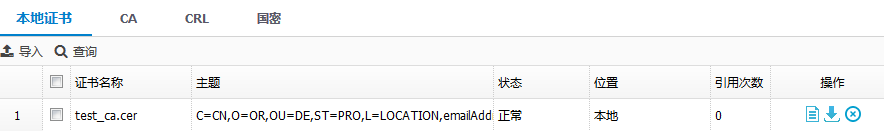 本地证书 CA CRL 国密
导入 查询
证书名称 主题 状态 位置 引用次数 操作
1 test_ca.cer C=CN,O=OR,OU=DE,ST=PRO,L=LOCATION,emailAdd 正常 本地 0